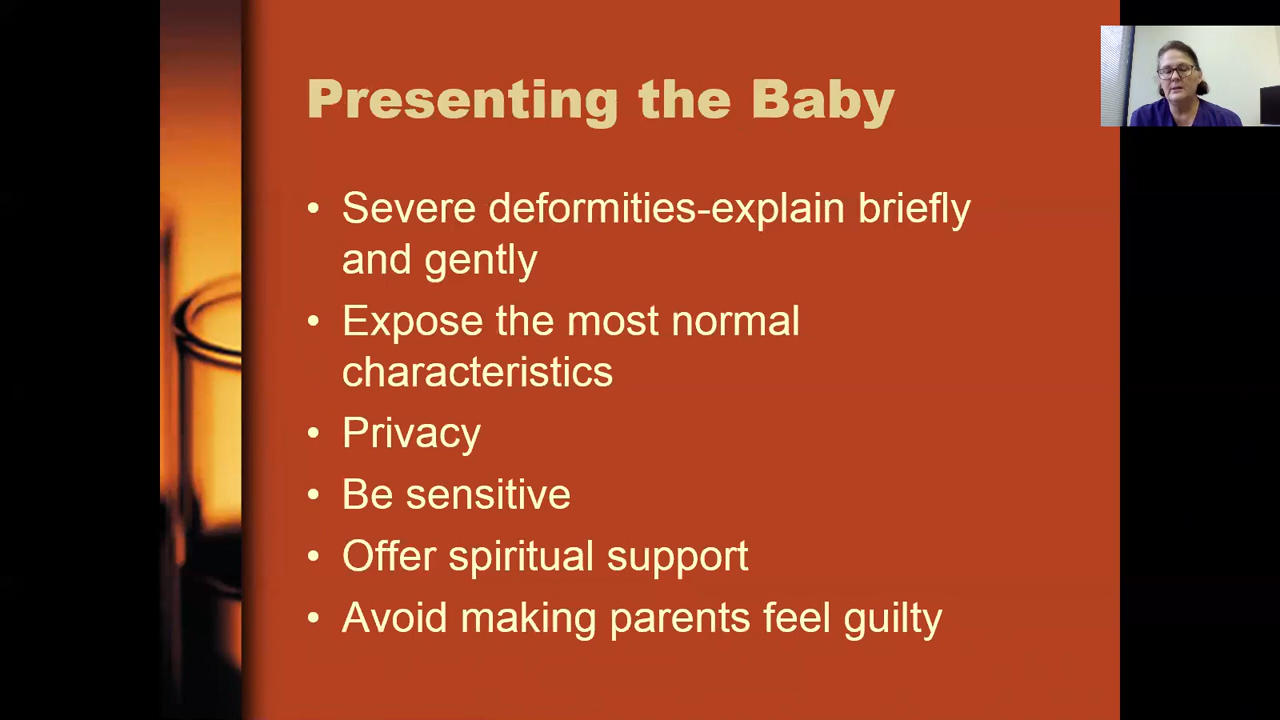 Presenting the Baby
• Severe deformities-explain briefly
and gently
• Expose the most normal
characteristics
• Privacy
• Be sensitive
• Offer spiritual support
• Avoid making parents feel guilty